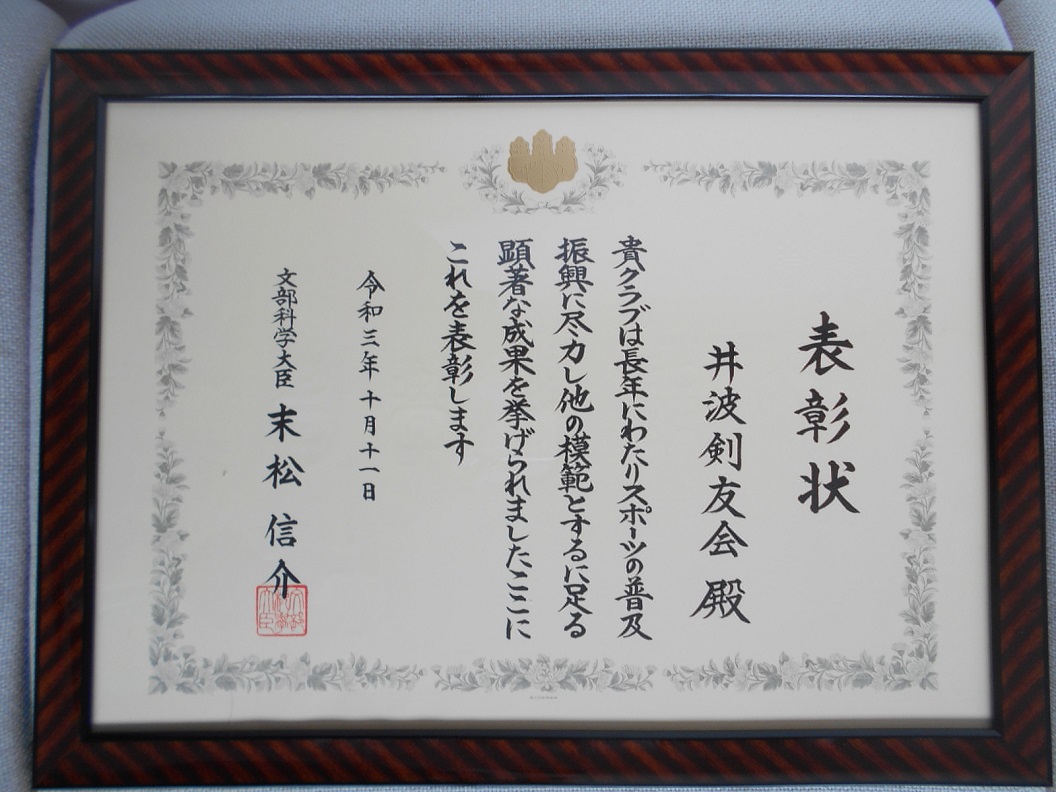 表彰状
井波剣友会 殿
貴クラブは長年にわたりスポーツの普及
振興に尽力し他の模範とするに足る
顕著な成果を挙げられましたここに
これを表彰します
令和三年十月十一日
文部科学大臣 末松信介